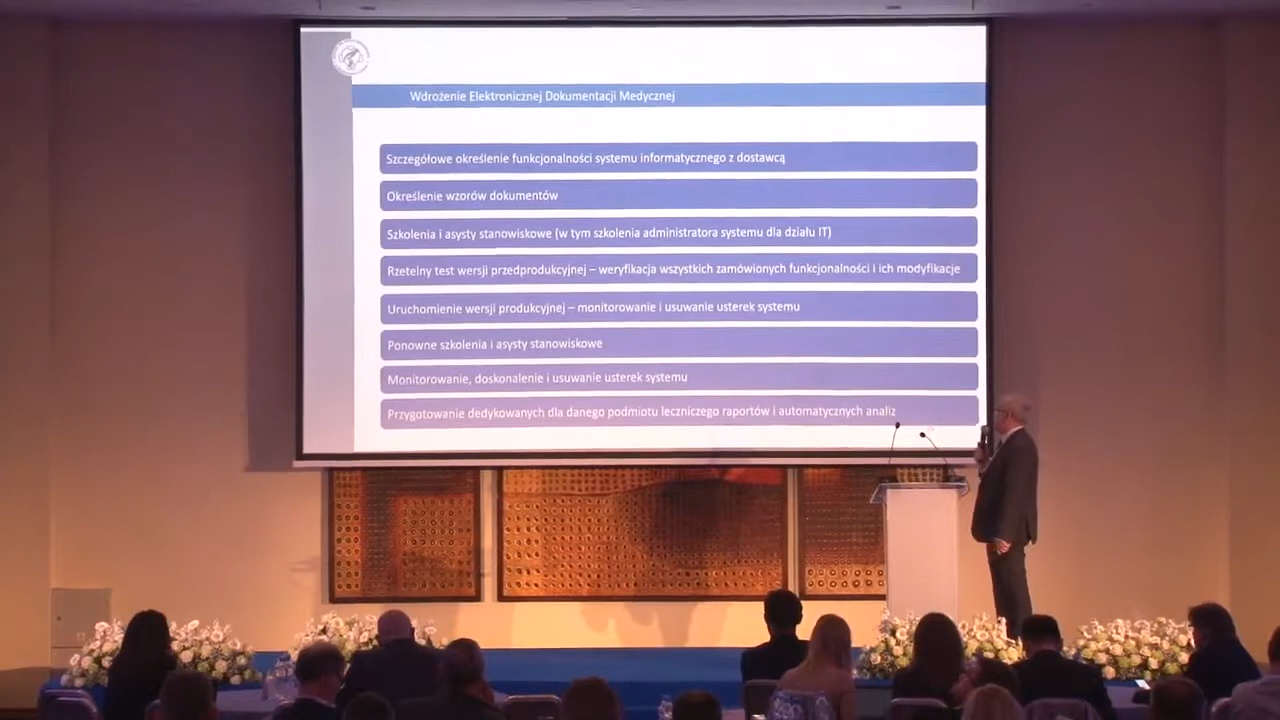 Wdrożenie Elektronicznej Dokumentacji Medycznej
Szczegółowe określenie funkcjonalności systemu informatycznego z dostawcą
Określenie wzorów dokumentów
Szkolenia i asysty stanowiskowe (w tym szkolenia administratora systemu dla działu IT)
Rzetelny test wersji przedprodukcyjnej – weryfikacja wszystkich zamówionych funkcjonalności i ich modyfikacje
Uruchomienie wersji produkcyjnej – monitorowanie i usuwanie usterek systemu
Ponowne szkolenia i asysty stanowiskowe
Monitorowanie, doskonalenie i usuwanie usterek systemu
Przygotowanie dedykowanych dla danego podmiotu leczniczego raportów i automatycznych analiz